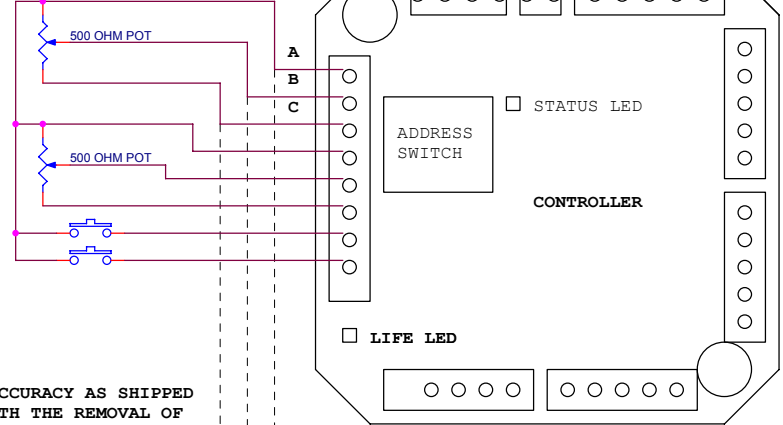 500 OHM POT
A
B
C
STATUS LED
ADDRESS
SWITCH
500 OHM POT
CONTROLLER
LIFE LED
CCURACY AS SHIPPED
TH THE REMOVAL OF